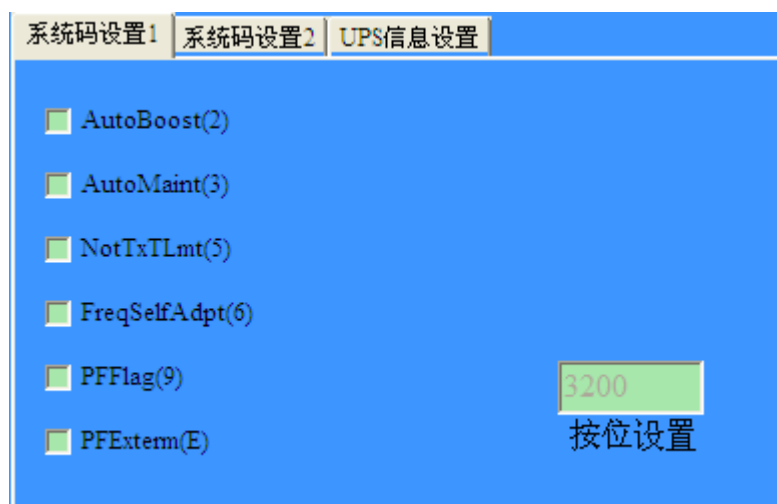 系统码设置1 系统码设置2 UPS信息设置
AutoBoost(2)
AutoMaint(3)
NotTxTLmt(5)
FreqSelfAdpt(6)
PFFlag(9)
3200
PFExterm(E)
按位设置